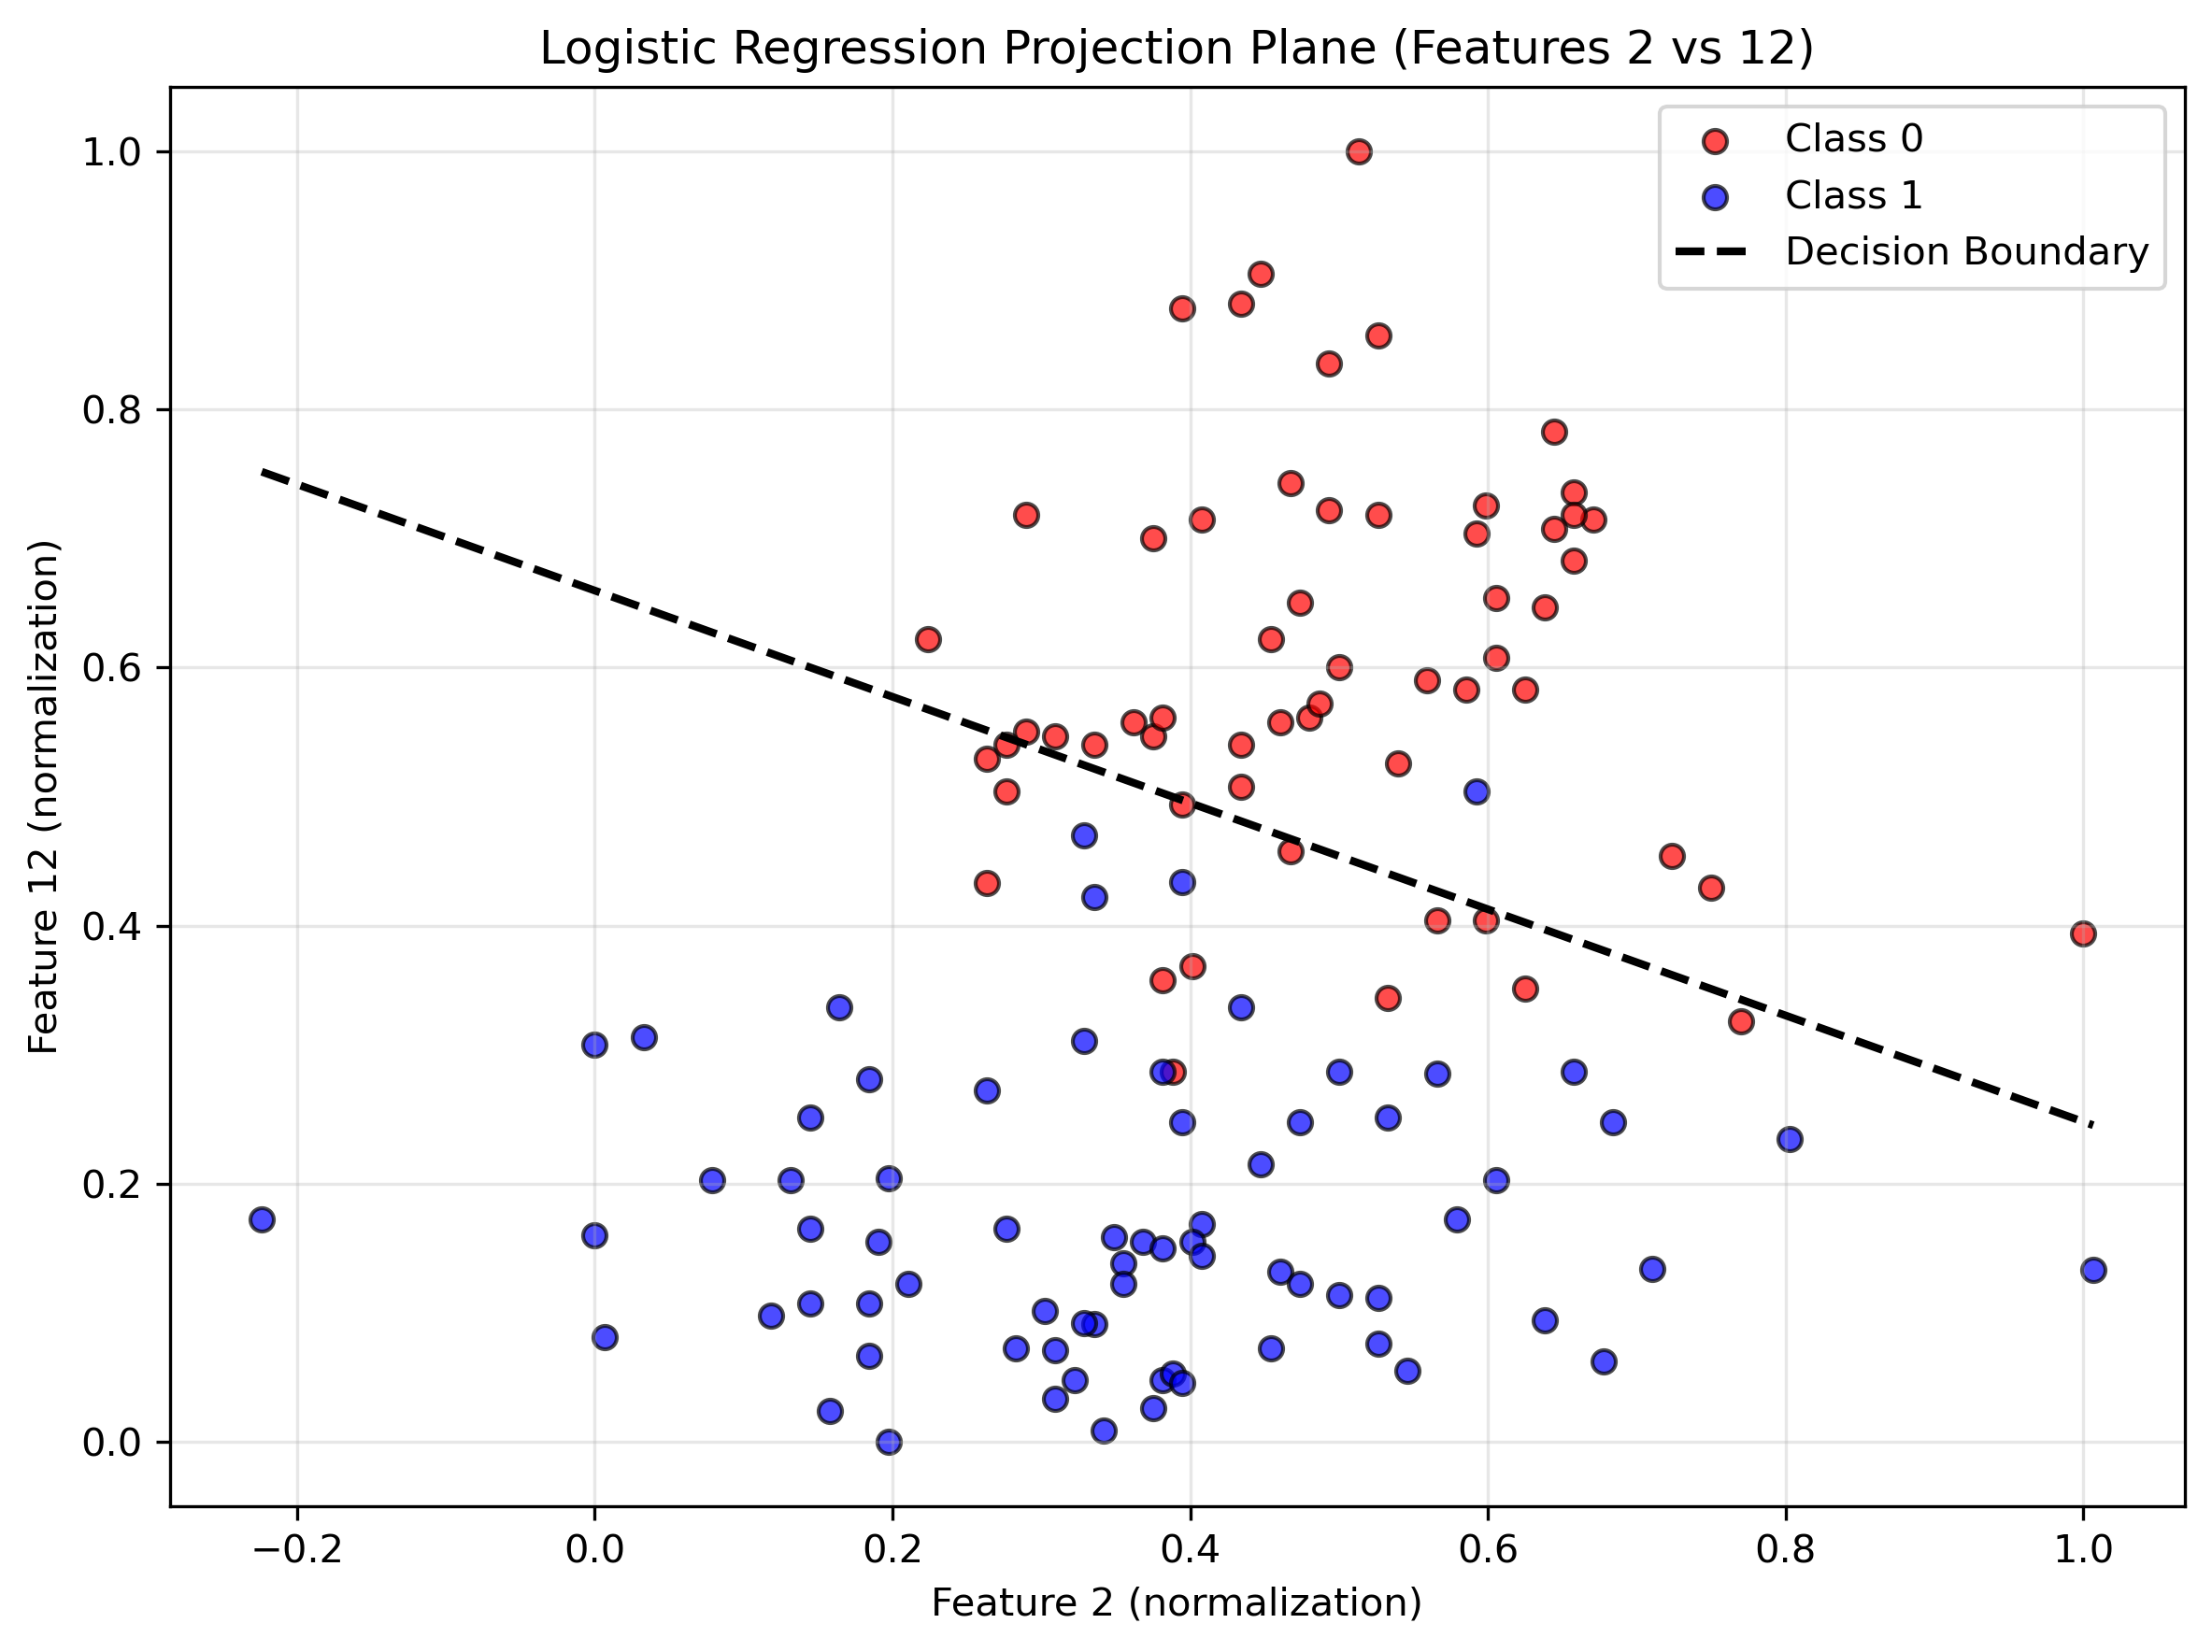 Logistic Regression Projection Plane (Features 2 vs 12)
Class 0
Class 1
Decision Boundary
Feature 12 (normalization)
1.0
0.8
0.6
0.4
0.2
0.0
−0.2
0.0
0.2
0.4
0.6
0.8
1.0
Feature 2 (normalization)